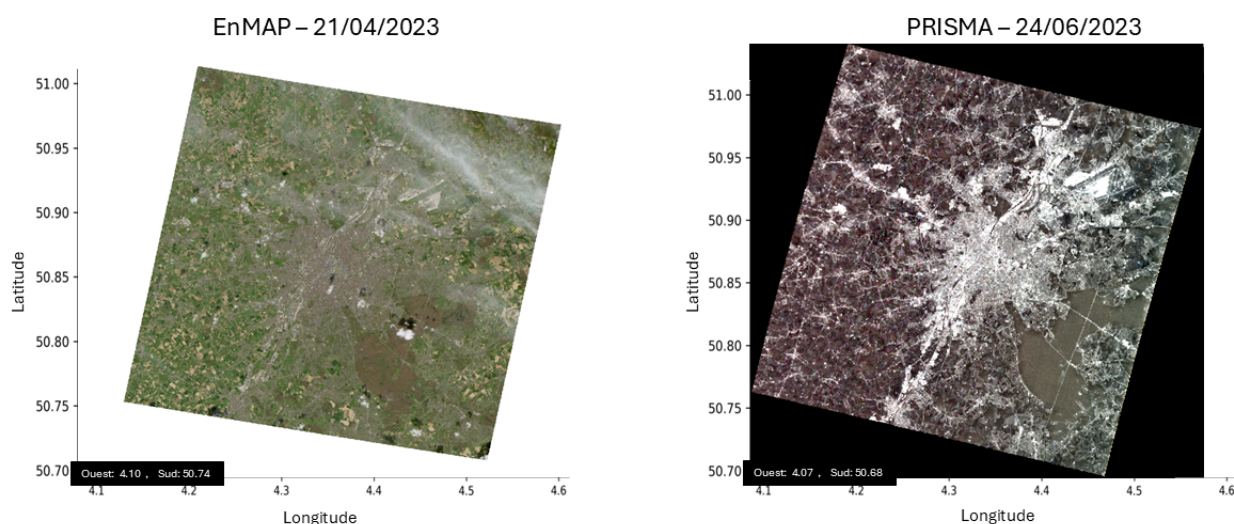 EnMAP – 21/04/2023
PRISMA – 24/06/2023
51.00
50.95
50.90
50.85
50.80
50.75
50.70
Latitude
Ouest: 4.10 , Sud: 50.74
4.1 4.2 4.3 4.4 4.5 4.6
Longitude
51.00
50.95
50.90
50.85
50.80
50.75
50.70
Latitude
Ouest: 4.07 , Sud: 50.68
4.1 4.2 4.3 4.4 4.5 4.6
Longitude